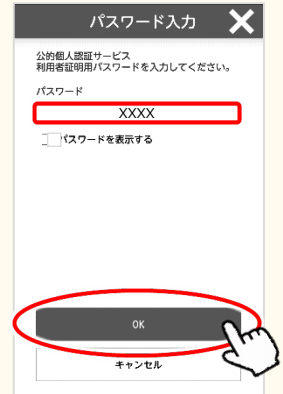 パスワード入力
公的個人認証サービス
利用者証明用パスワードを入力してください。
パスワード
XXXX
パスワードを表示する
OK
キャンセル